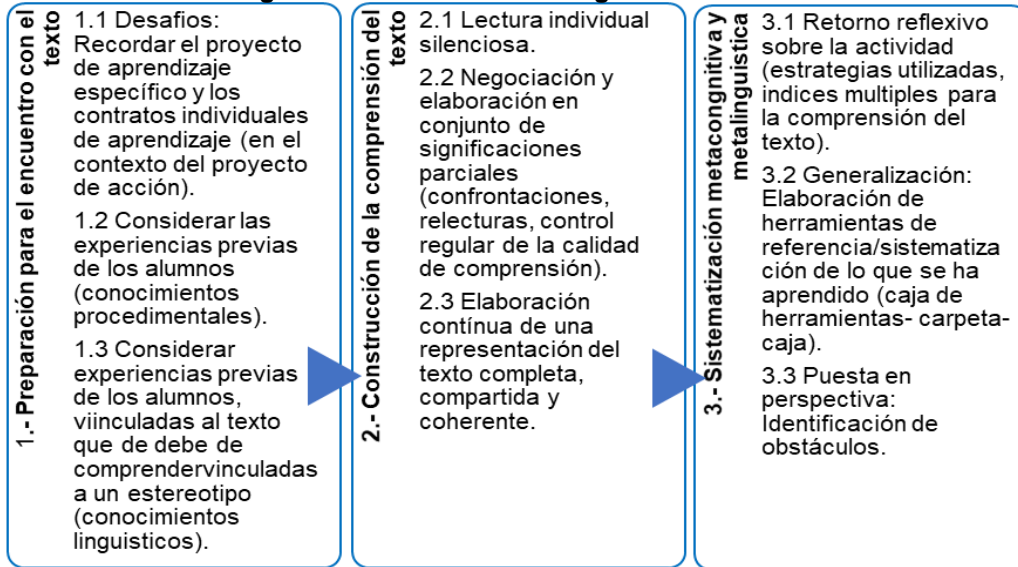 1.- Preparación para el encuentro con el
texto
1.1 Desafios:
Recordar el proyecto
de aprendizaje
específico y los
contratos individuales
de aprendizaje (en el
contexto del proyecto
de acción).
1.2 Considerar las
experiencias previas
de los alumnos
(conocimientos
procedimentales).
1.3 Considerar
experiencias previas
de los alumnos,
viinculadas al texto
que de debe de
comprendervinculadas
a un estereotipo
(conocimientos
linguisticos).
2.- Construcción de la comprensión del
texto
2.1 Lectura individual
silenciosa.
2.2 Negociación y
elaboración en
conjunto de
significaciones
parciales
(confrontaciones,
relecturas, control
regular de la calidad
de comprensión).
2.3 Elaboración
contínua de una
representación del
texto completa,
compartida y
coherente.
3.- Sistematización metacongnitiva y
metalinguistica
3.1 Retorno reflexivo
sobre la actividad
(estrategias utilizadas,
indices multiples para
la comprensión del
texto).
3.2 Generalización:
Elaboración de
herramientas de
referencia/sistematiza
ción de lo que se ha
aprendido (caja de
herramientas- carpeta-
caja).
3.3 Puesta en
perspectiva:
Identificación de
obstáculos.